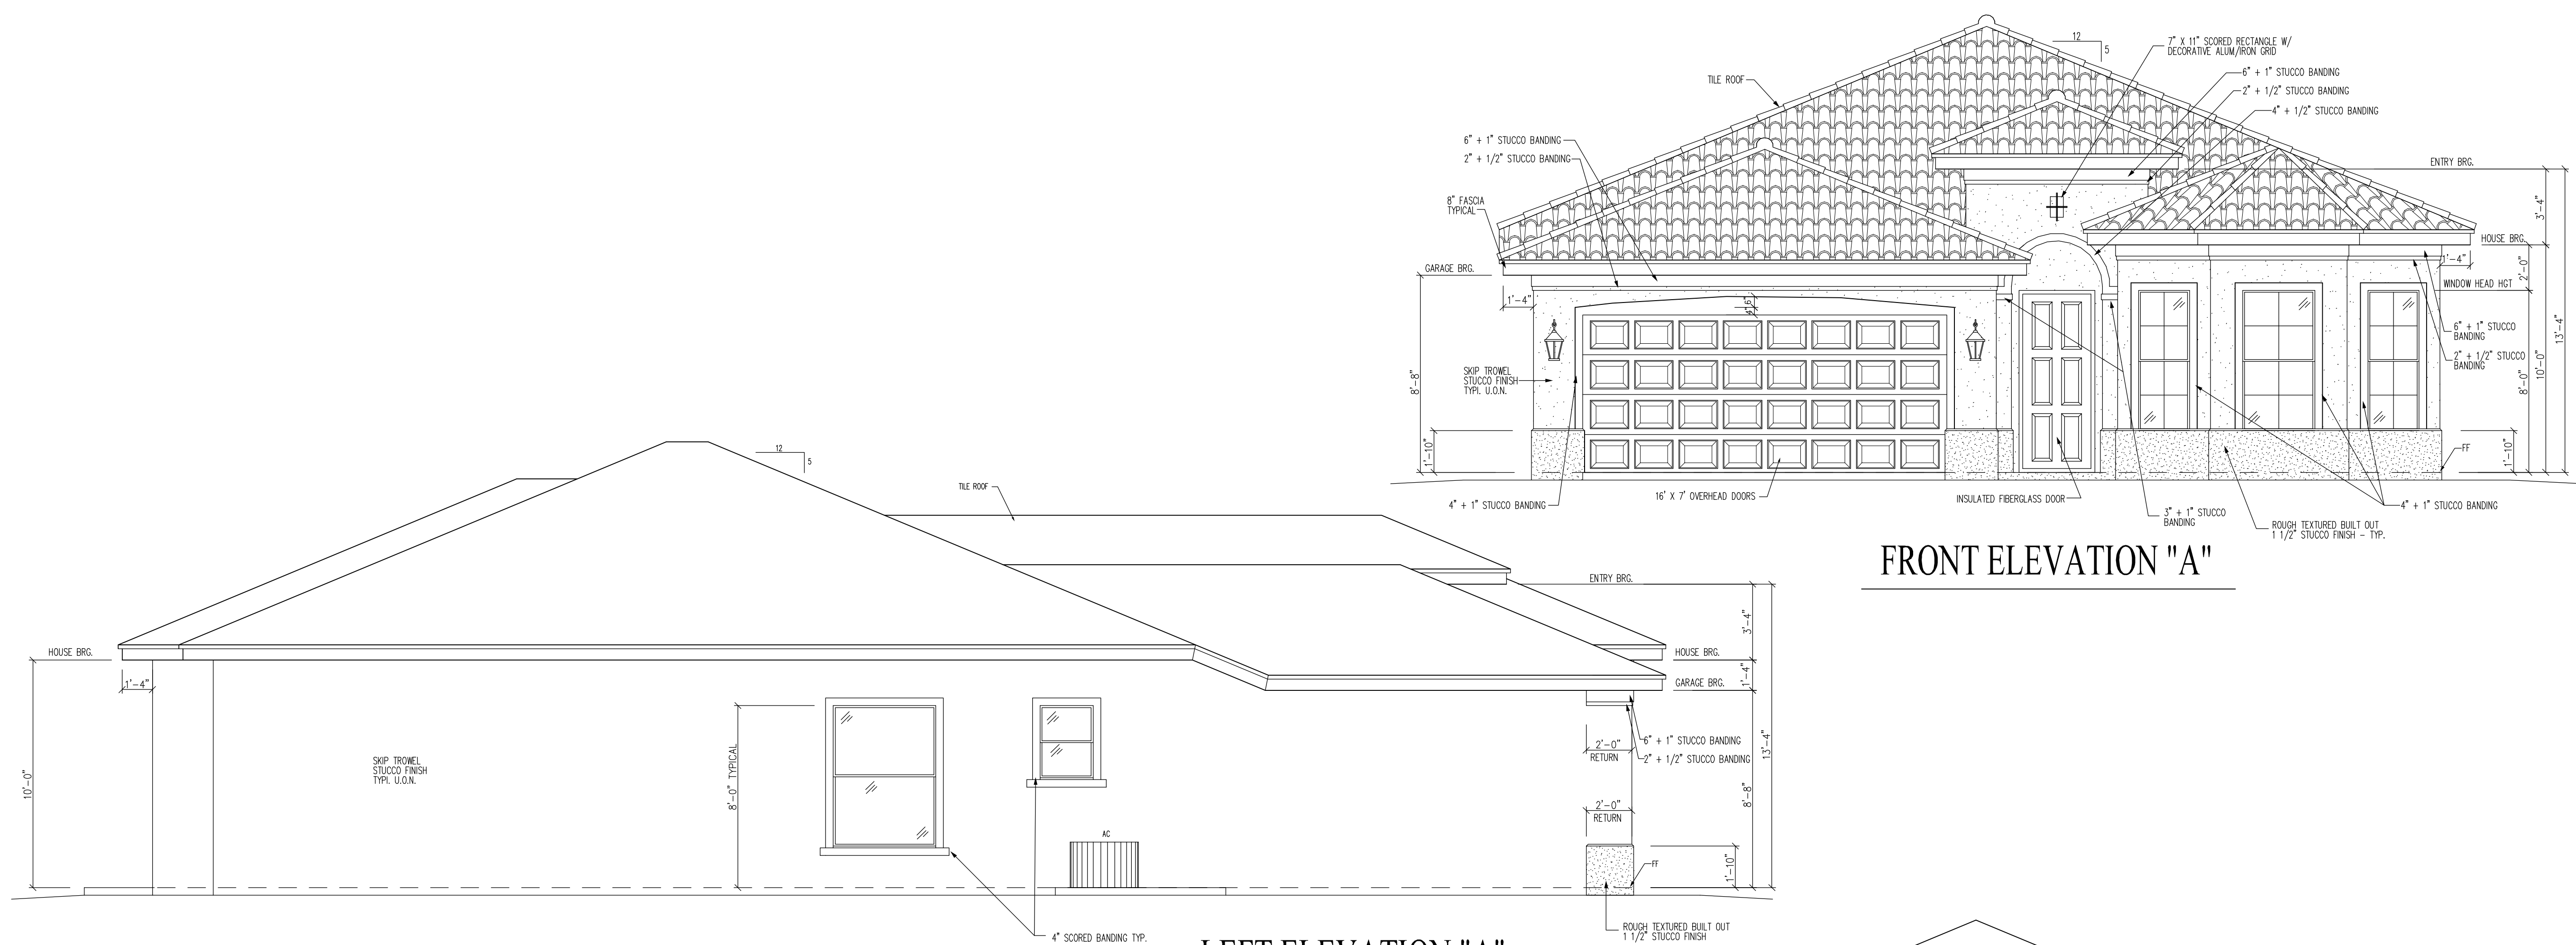 12
5
7" X 11" SCORED RECTANGLE W/
DECORATIVE ALUM/IRON GRID
TILE ROOF
6" + 1" STUCCO BANDING
2" + 1/2" STUCCO BANDING
4" + 1/2" STUCCO BANDING
6" + 1" STUCCO BANDING
2" + 1/2" STUCCO BANDING
ENTRY BRG.
8" FASCIA
TYPICAL
3'-4"
HOUSE BRG.
GARAGE BRG.
1'-4"
2'-0"
WINDOW HEAD HGT
1'-4"
6"
4"
6" + 1" STUCCO
BANDING
13'-4"
2" + 1/2" STUCCO
BANDING
10'-0"
8'-0"
8'-8"
SKIP TROWEL
STUCCO FINISH
TYPI. U.O.N.
1'-10"
FF
1'-10"
4" + 1" STUCCO BANDING
16' X 7' OVERHEAD DOORS
INSULATED FIBERGLASS DOOR
3" + 1" STUCCO
BANDING
4" + 1" STUCCO BANDING
ROUGH TEXTURED BUILT OUT
1 1/2" STUCCO FINISH - TYP.
FRONT ELEVATION "A"
12
5
TILE ROOF
ENTRY BRG.
3'-4"
HOUSE BRG.
HOUSE BRG.
1'-4"
GARAGE BRG.
1'-4"
6" + 1" STUCCO BANDING
2" + 1/2" STUCCO BANDING
2'-0"
RETURN
13'-4"
SKIP TROWEL
STUCCO FINISH
TYPI. U.O.N.
10'-0"
8'-0" TYPICAL
8'-8"
2'-0"
RETURN
AC
FF
1'-10"
4" SCORED BANDING TYP.
ROUGH TEXTURED BUILT OUT
1 1/2" STUCCO FINISH
LEFT ELEVATION "A"